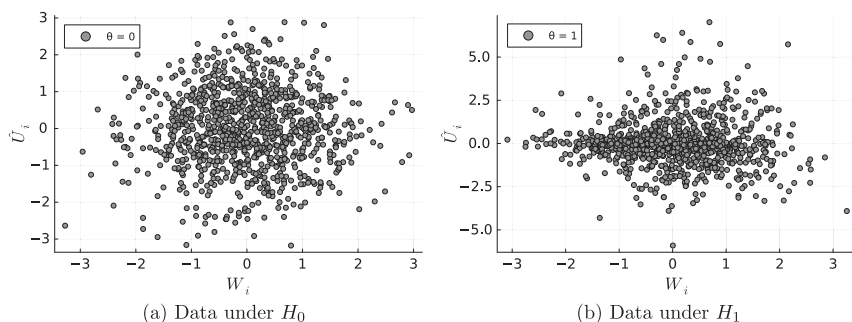 3
2
1
0
−1
−2
−3
Û_i
−3 −2 −1 0 1 2 3
W_i
θ = 0
(a) Data under H_0
5.0
2.5
0.0
−2.5
−5.0
Û_i
−3 −2 −1 0 1 2 3
W_i
θ = 1
(b) Data under H_1